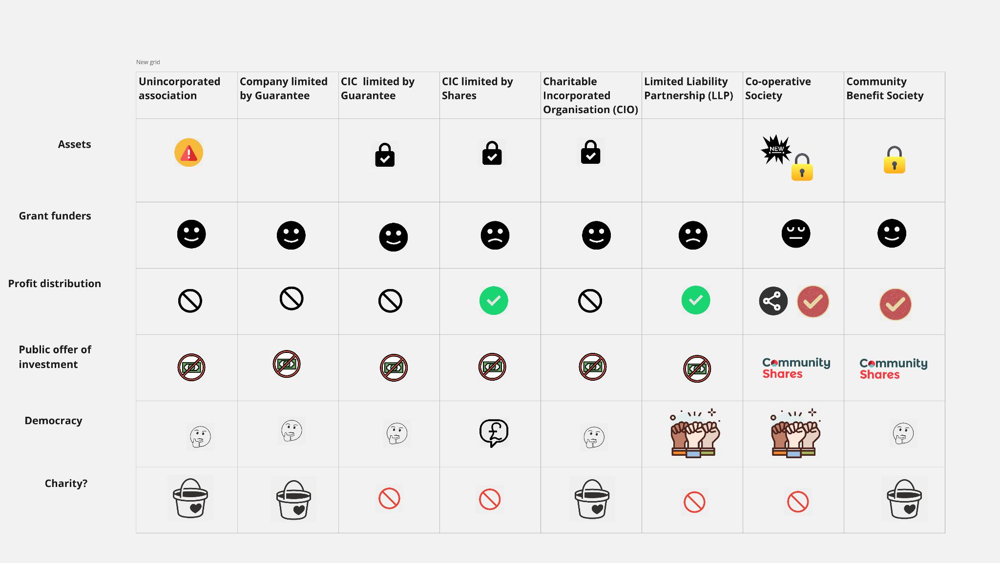 New grid
Unincorporated
association
Company limited
by Guarantee
CIC limited by
Guarantee
CIC limited by
Shares
Charitable
Incorporated
Organisation (CIO)
Limited Liability
Partnership (LLP)
Co-operative
Society
Community
Benefit Society
Assets
NEW
Grant funders
Profit distribution
Public offer of
investment
Community
Shares
Community
Shares
Democracy
£
Charity?